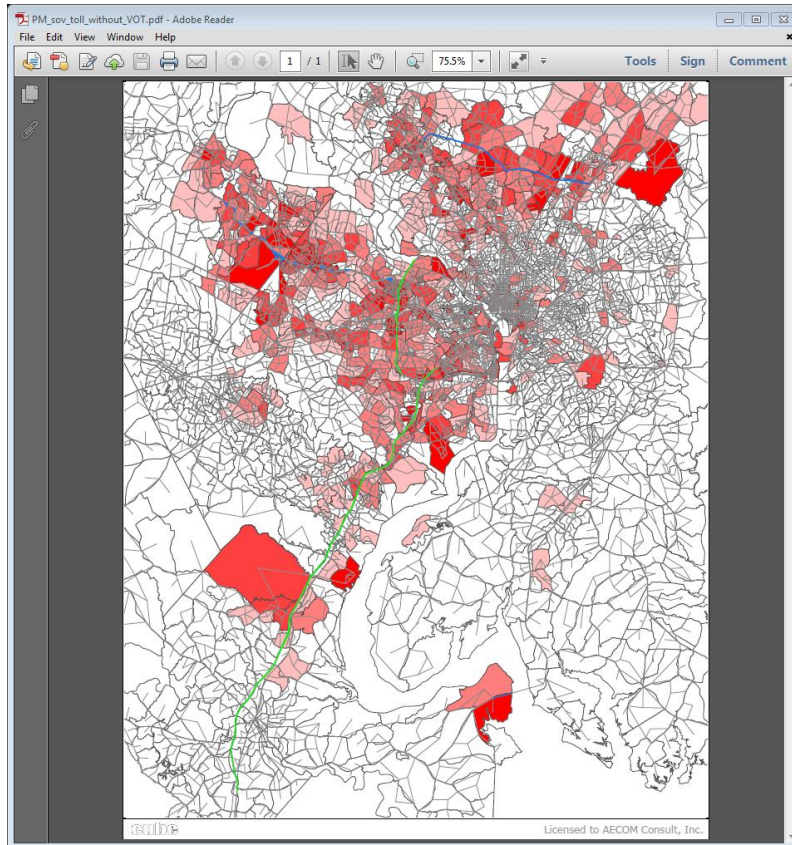 PM_sov_toll_without_VOT.pdf - Adobe Reader
File Edit View Window Help
1 / 1 75.5% Tools Sign Comment
cube Licensed to AECOM Consult, Inc.